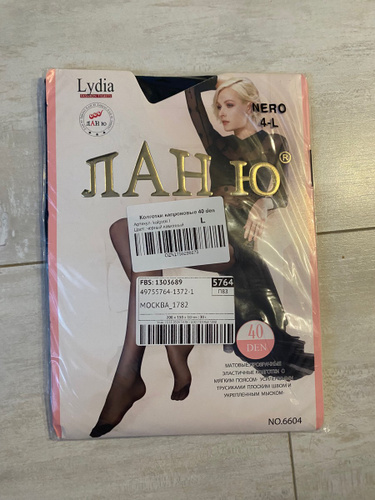 Lydia
ЛАН Ю
NERO
4-L
ЛАН Ю®
Колготки капроновые 40 den
L
FBS: 1303689
5764
49755764-1372-1
МОСКВА_1782
40
DEN.
МАТОВЫЕ
ЭЛАСТИЧНЫЕ КОЛГОТКИ С
МЯГКИМ ПОЯСОМ
ТРУСИКАМИ ПЛОСКИМ ШВОМ И
УКРЕПЛЕННЫМ МЫСКОМ
NO.6604